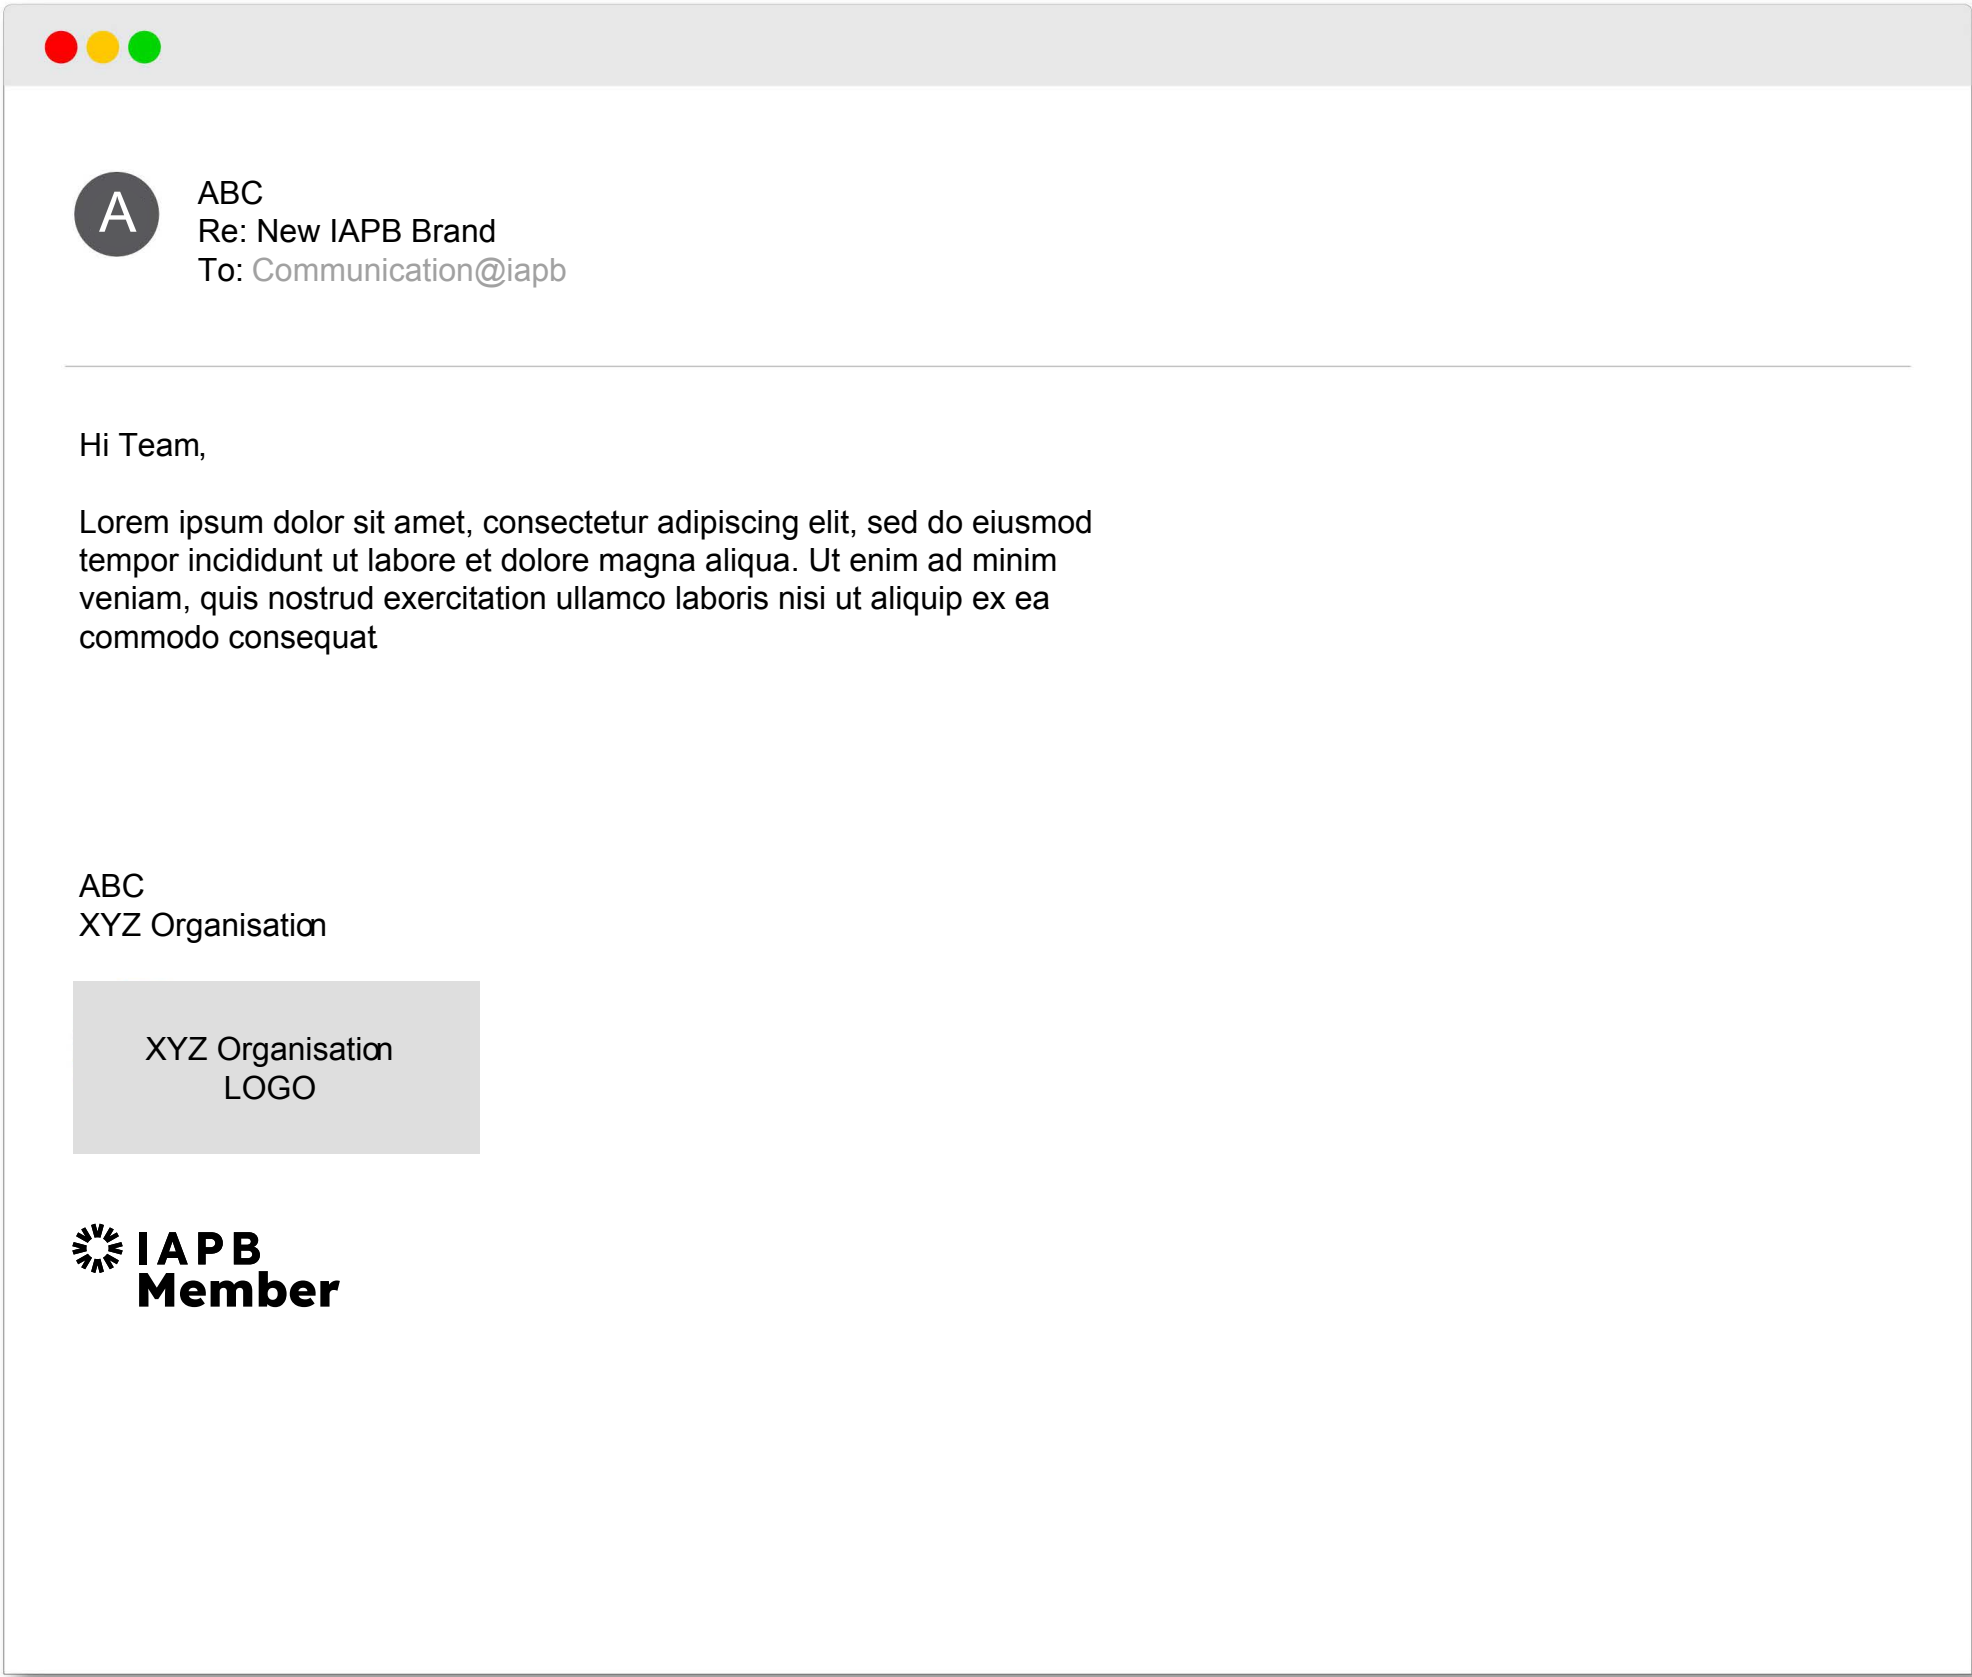 A
ABC
Re: New IAPB Brand
To: Communication@iapb
Hi Team,
Lorem ipsum dolor sit amet, consectetur adipiscing elit, sed do eiusmod
tempor incididunt ut labore et dolore magna aliqua. Ut enim ad minim
veniam, quis nostrud exercitation ullamco laboris nisi ut aliquip ex ea
commodo consequat.
ABC
XYZ Organisation
XYZ Organisation
LOGO
IAPB
Member